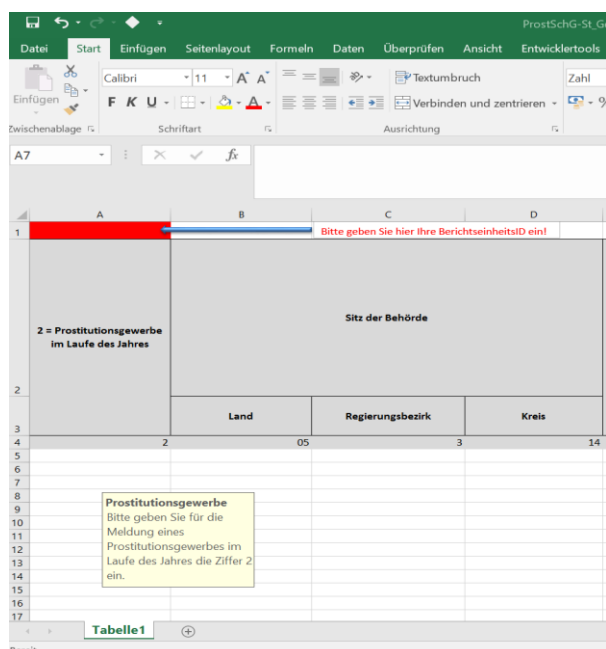 ProstSchG-St_G
Datei Start Einfügen Seitenlayout Formeln Daten Überprüfen Ansicht Entwicklertools
Calibri 11 A A Textumbruch Zahl
Einfügen F K U A Verbinden und zentrieren %
Zwischenablage Schriftart Ausrichtung
A7 fx
A B C D
1 Bitte geben Sie hier Ihre BerichtseinheitsID ein!
2 = Prostitutionsgewerbe
im Laufe des Jahres
Sitz der Behörde
2
3 Land Regierungsbezirk Kreis
4 2 05 3 14
5
6
7
8
9
10
11
12
13
14
15
16
17
Prostitutionsgewerbe
Bitte geben Sie für die
Meldung eines
Prostitutionsgewerbes im
Laufe des Jahres die Ziffer 2
ein.
Tabelle1